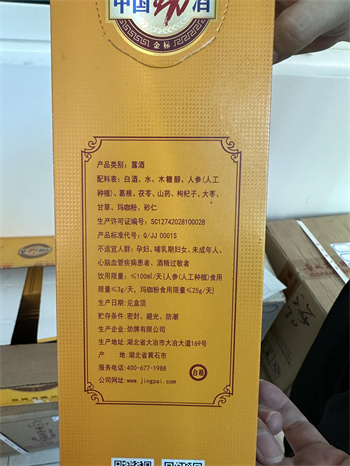 中国劲酒
金标
产品类别：露酒
配料表：白酒、水、木糖醇、人参(人工
种植)、葛根、茯苓、山药、枸杞子、大枣、
甘草、玛咖粉、砂仁
生产许可证编号：SC12742028100028
产品标准代号：Q/JJ 0001S
不适宜人群：孕妇、哺乳期妇女、未成年人、
心脑血管疾病患者、酒精过敏者
饮用限量：≤100ml/天(人参(人工种植)食用
限量≤3g/天，玛咖粉食用限量≤25g/天)
生产日期：见盒顶
贮存条件：密封、避光、防潮
生产企业：劲牌有限公司
生产地址：湖北省大冶市大冶大道169号
产 地：湖北省黄石市
服务电话：400-677-1988
公司网址：www.jingpai.com
合格